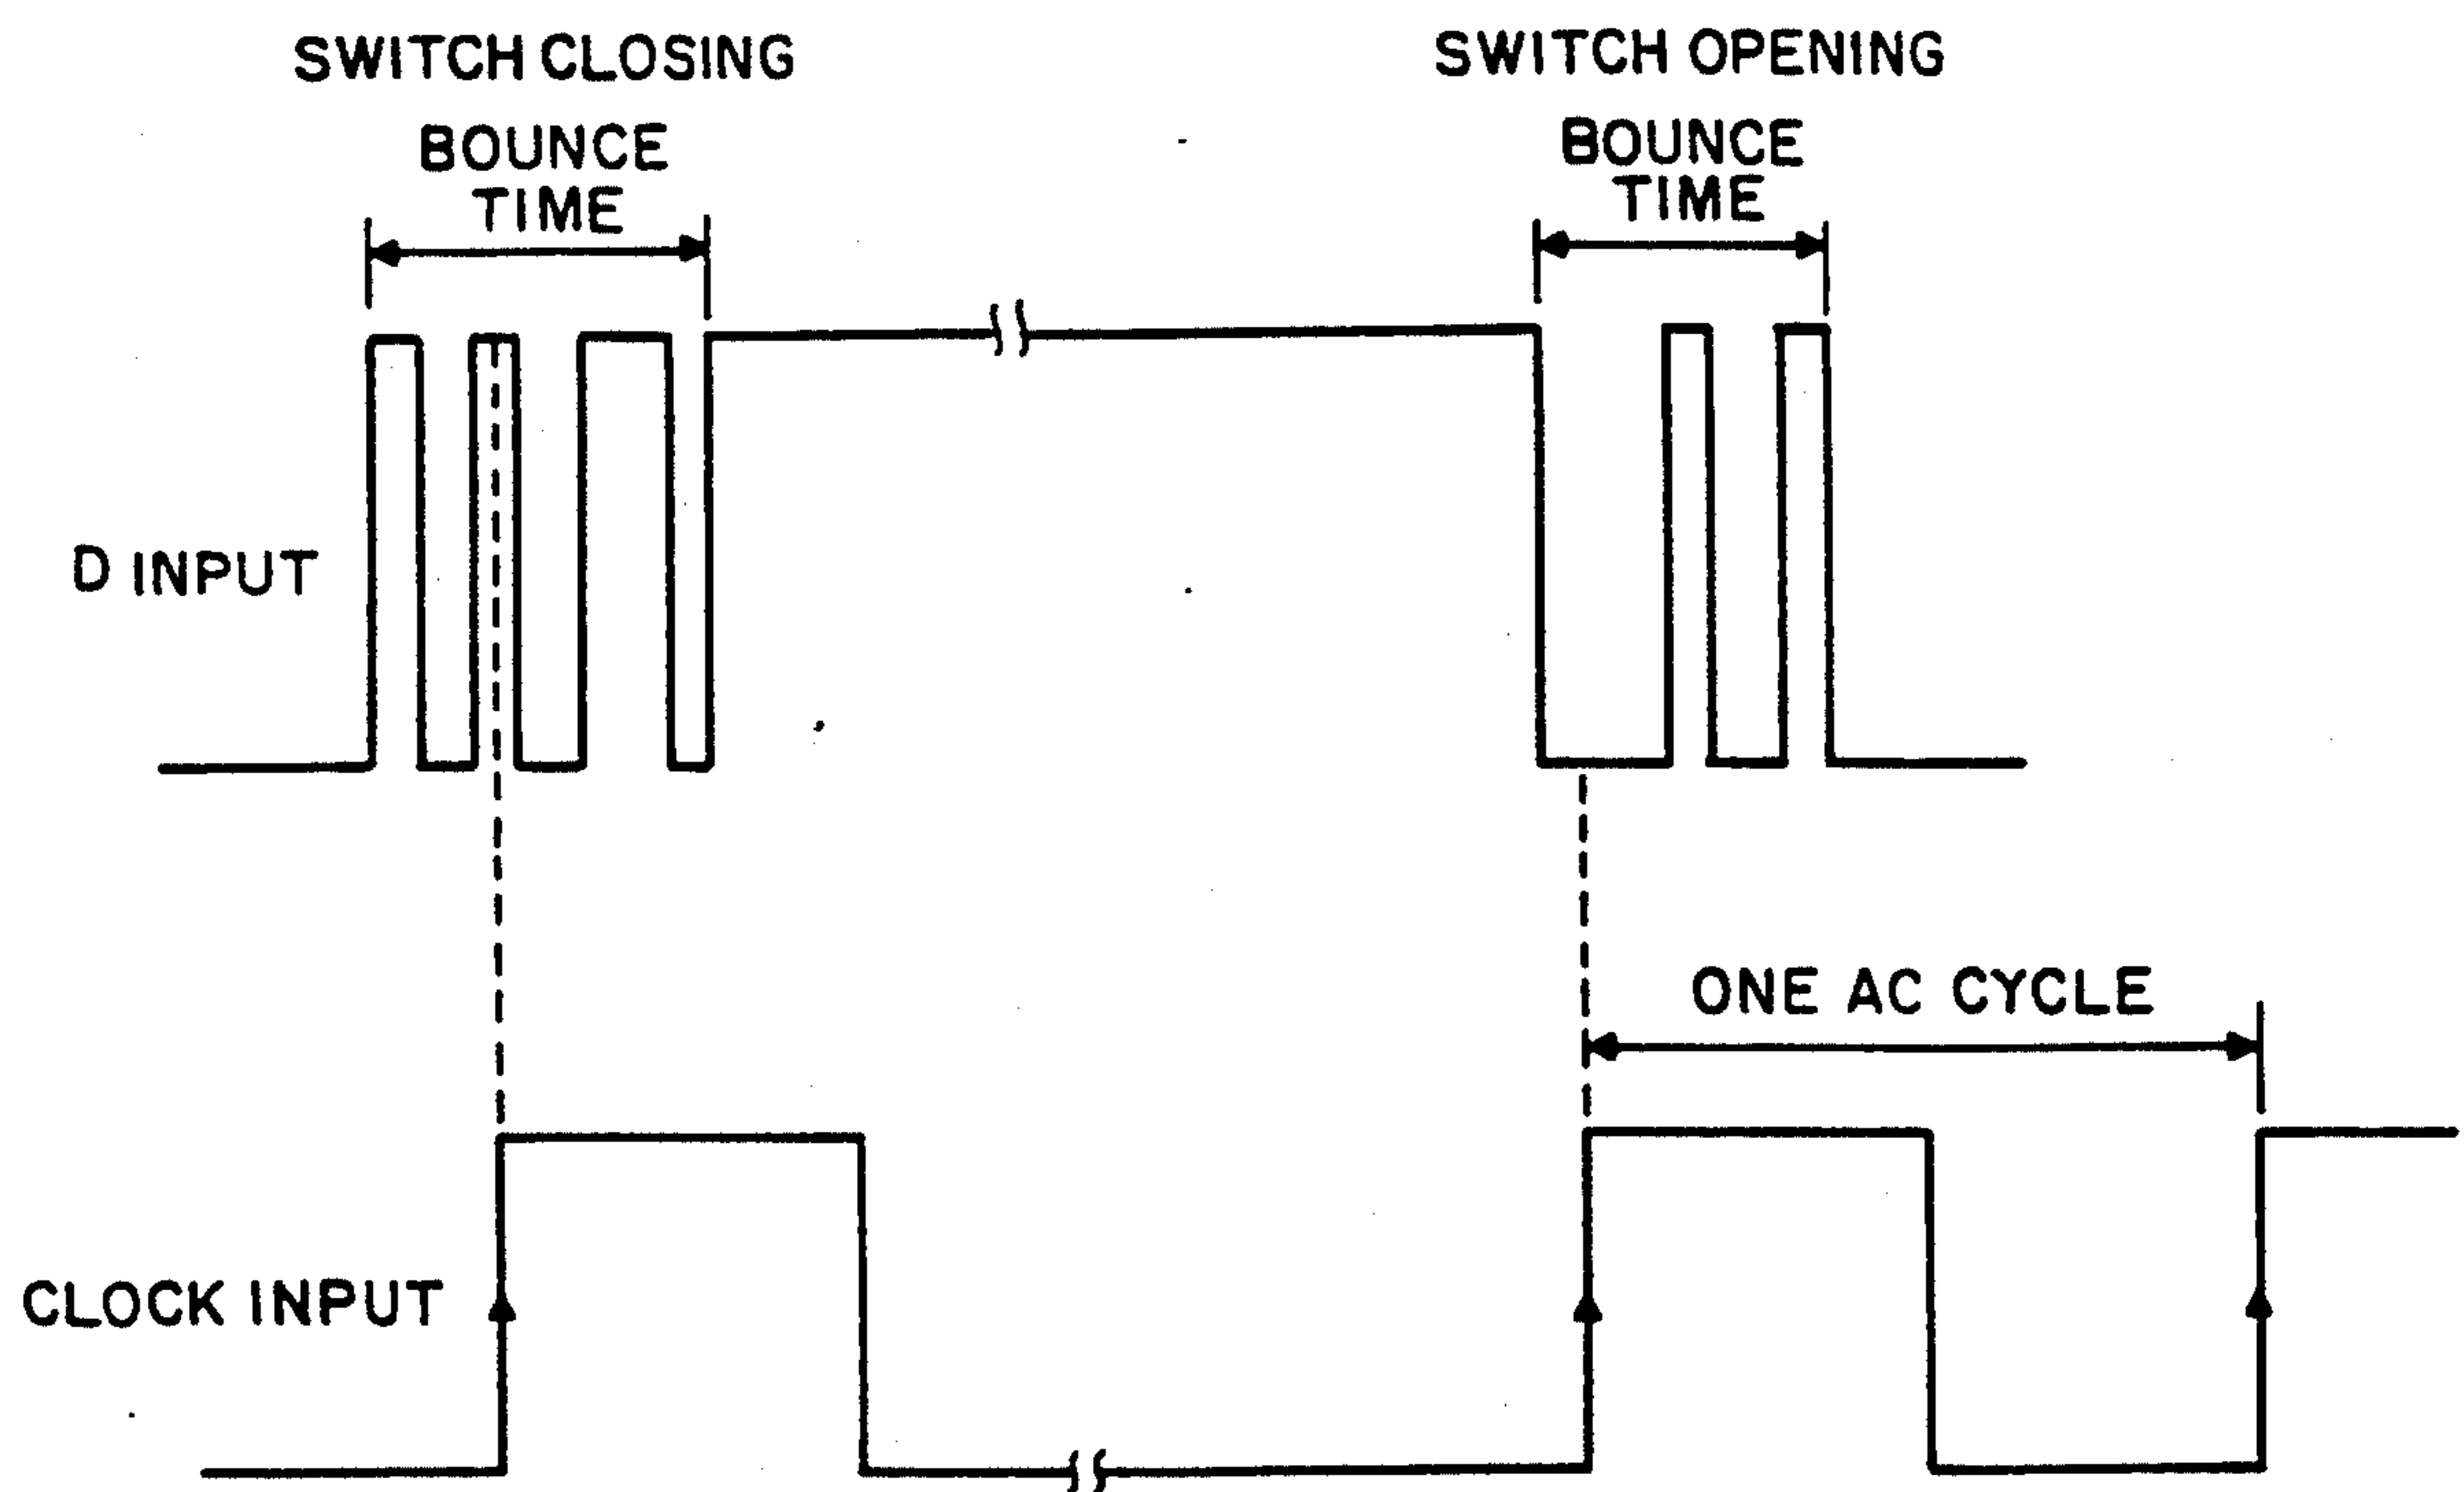 SWITCH CLOSING
BOUNCE
TIME
SWITCH OPENING
BOUNCE
TIME
D INPUT
ONE AC CYCLE
CLOCK INPUT